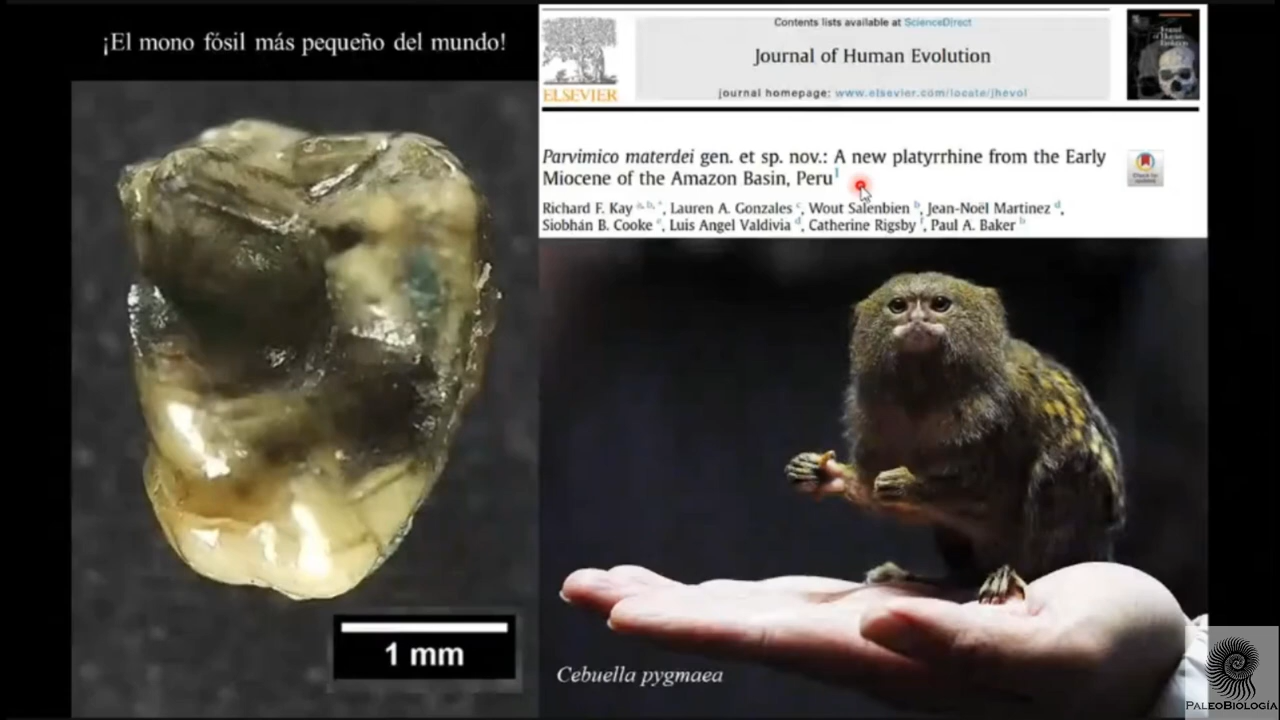 ¡El mono fósil más pequeño del mundo!
1 mm
Contents lists available at ScienceDirect
Journal of Human Evolution
journal homepage: www.elsevier.com/locate/jhevol
ELSEVIER
Parvimico materdei gen. et sp. nov.: A new platyrrhine from the Early
Miocene of the Amazon Basin, Peru
Richard F. Kay a, b, *, Lauren A. Gonzales c, Wout Salenbien b, Jean-Noël Martinez d,
Siobhán B. Cooke e, Luis Angel Valdivia d, Catherine Rigsby f, Paul A. Baker b
Check for
updates
Cebuella pygmaea
PALEOBIOLOGÍA